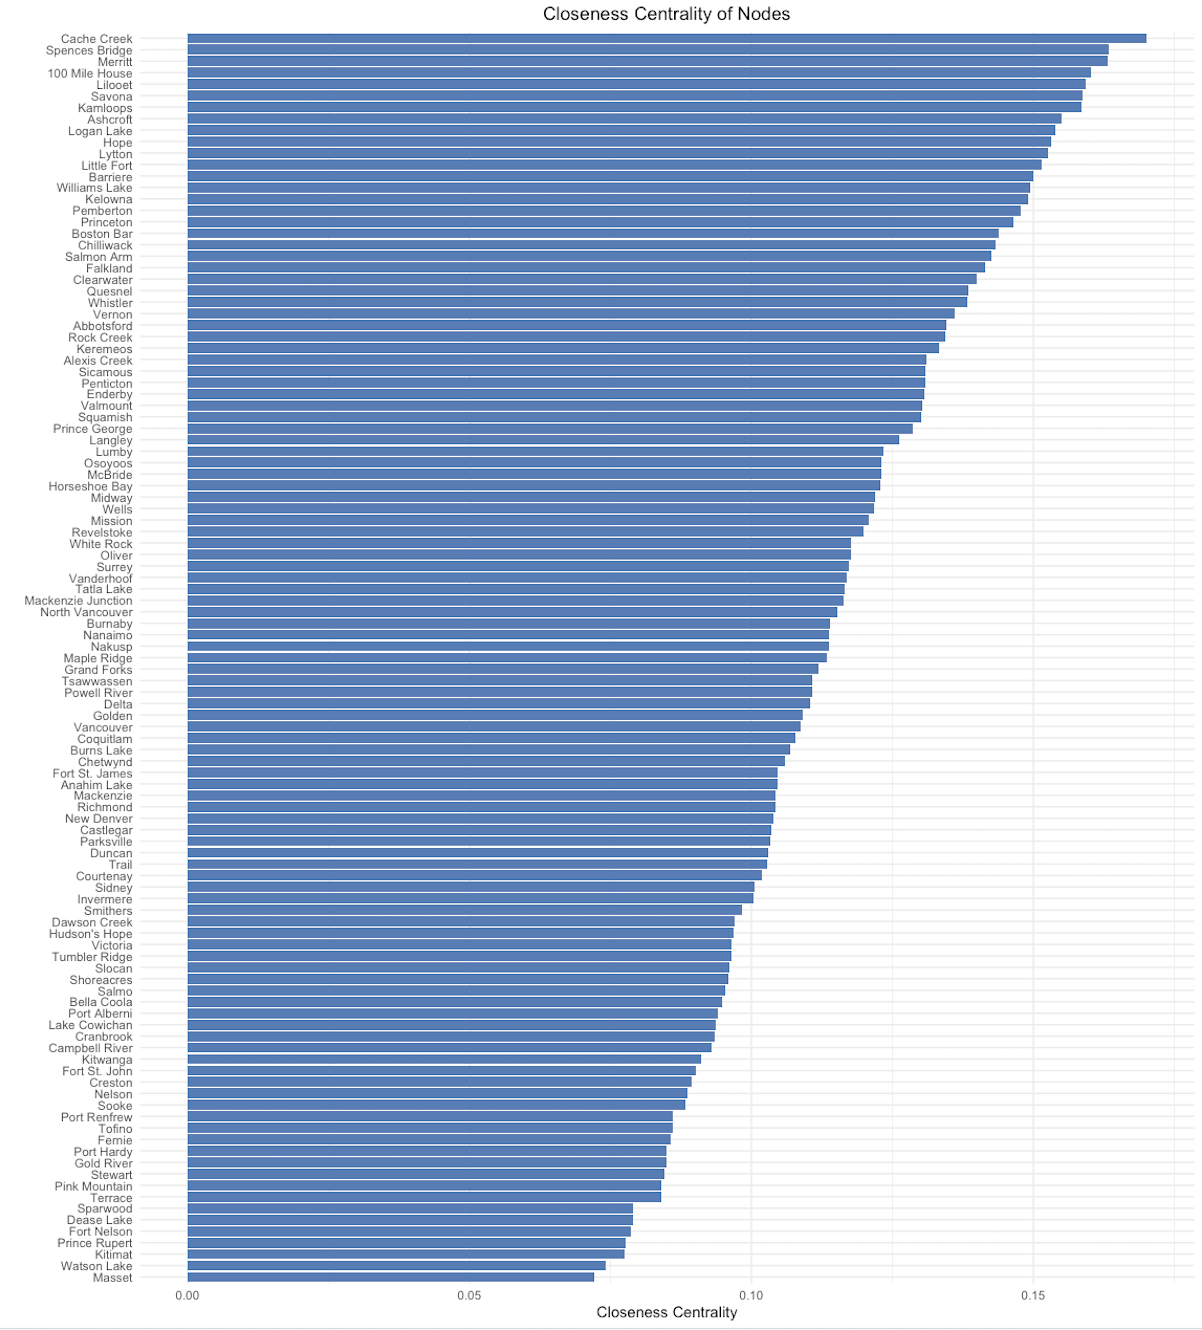 Closeness Centrality of Nodes
Cache Creek
Spences Bridge
Merritt
100 Mile House
Lilooet
Savona
Kamloops
Ashcroft
Logan Lake
Hope
Lytton
Little Fort
Barriere
Williams Lake
Kelowna
Pemberton
Princeton
Boston Bar
Chilliwack
Salmon Arm
Falkland
Clearwater
Quesnel
Whistler
Vernon
Abbotsford
Rock Creek
Keremeos
Alexis Creek
Sicamous
Penticton
Enderby
Valmount
Squamish
Prince George
Langley
Lumby
Osoyoos
McBride
Horseshoe Bay
Midway
Wells
Mission
Revelstoke
White Rock
Oliver
Surrey
Vanderhoof
Tatla Lake
Mackenzie Junction
North Vancouver
Burnaby
Nanaimo
Nakusp
Maple Ridge
Grand Forks
Tsawwassen
Powell River
Delta
Golden
Vancouver
Coquitlam
Burns Lake
Chetwynd
Fort St. James
Anahim Lake
Mackenzie
Richmond
New Denver
Castlegar
Parksville
Duncan
Trail
Courtenay
Sidney
Invermere
Smithers
Dawson Creek
Hudson's Hope
Victoria
Tumbler Ridge
Slocan
Shoreacres
Salmo
Bella Coola
Port Alberni
Lake Cowichan
Cranbrook
Campbell River
Kitwanga
Fort St. John
Creston
Nelson
Sooke
Port Renfrew
Tofino
Fernie
Port Hardy
Gold River
Stewart
Pink Mountain
Terrace
Sparwood
Dease Lake
Fort Nelson
Prince Rupert
Kitimat
Watson Lake
Masset
0.00 0.05 0.10 0.15
Closeness Centrality